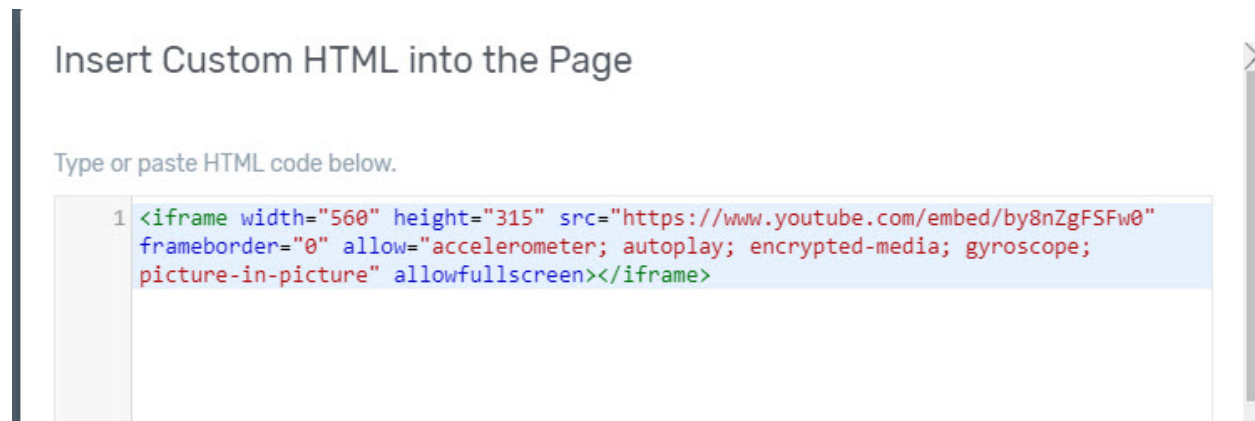 Insert Custom HTML into the Page
Type or paste HTML code below.
1 <iframe width="560" height="315" src="https://www.youtube.com/embed/by8nZgFSFw0"
frameborder="0" allow="accelerometer; autoplay; encrypted-media; gyroscope;
picture-in-picture" allowfullscreen></iframe>